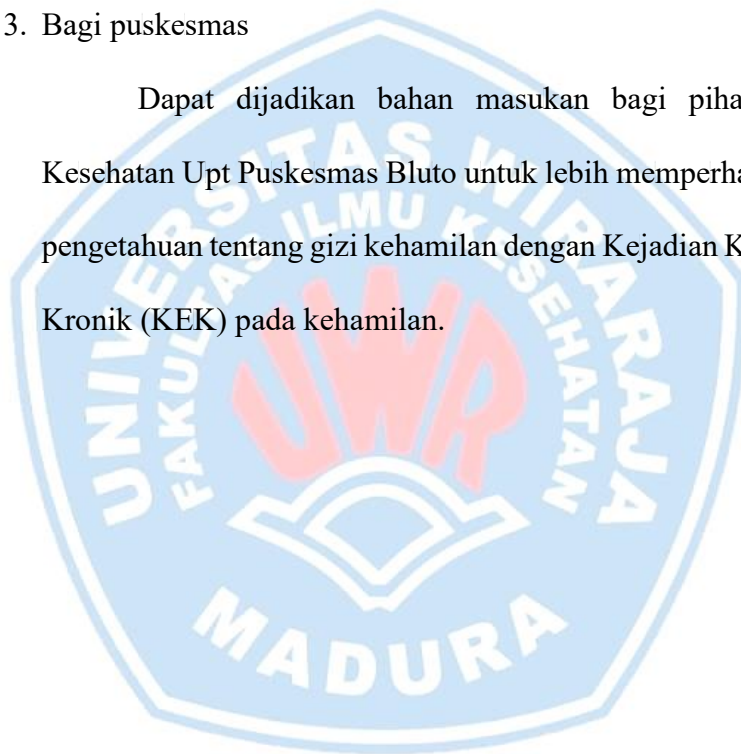 3. Bagi puskesmas
Dapat dijadikan bahan masukan bagi
Kesehatan Upt Puskesmas Bluto untuk lebih
pengetahuan tentang gizi kehamilan dengan Kejadian
Kronik (KEK) pada kehamilan.
UNIVERSITAS WIRARAJA
FAKULTAS ILMU KESEHATAN
UWR
MADURA